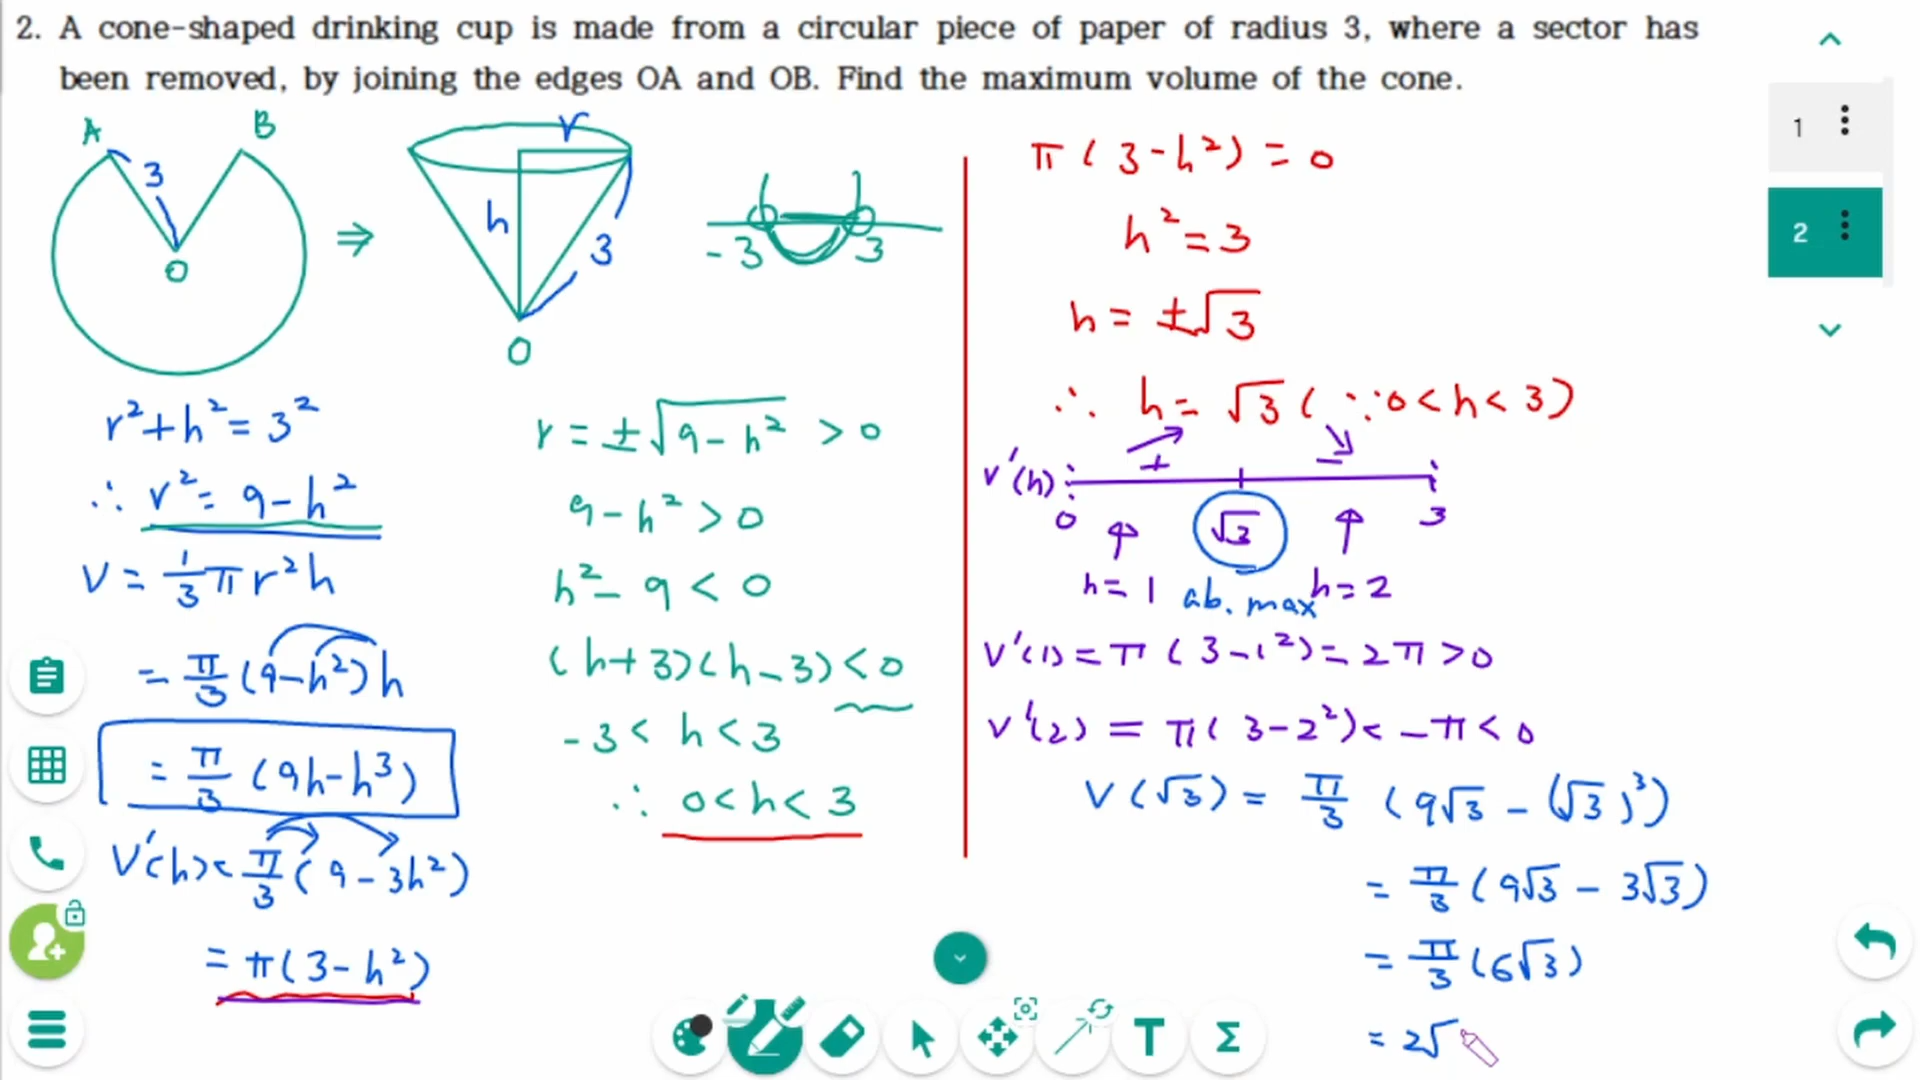 2. A cone-shaped drinking cup is made from a circular piece of paper of radius 3, where a sector has
been removed, by joining the edges OA and OB. Find the maximum volume of the cone.
A B
3
O
⇒
r
h
3
O
-3 3
r²+h²=3²
∴ r²=9-h²
V=1/3πr²h
=π/3(9-h²)h
=π/3(9h-h³)
V'(h)=π/3(9-3h²)
=π(3-h²)
r=±√(9-h²) >0
9-h²>0
h²-9<0
(h+3)(h-3)<0
-3<h<3
∴ 0<h<3
π(3-h²)=0
h²=3
h=±√3
∴ h=√3(∵0<h<3)
+ -
V'(h)
0 √3 3
h=1 ab. max h=2
V'(1)=π(3-1²)=2π>0
V'(2)=π(3-2²)=-π<0
V(√3)=π/3(9√3-(√3)³)
=π/3(9√3-3√3)
=π/3(6√3)
=2√
1
2
T
Σ